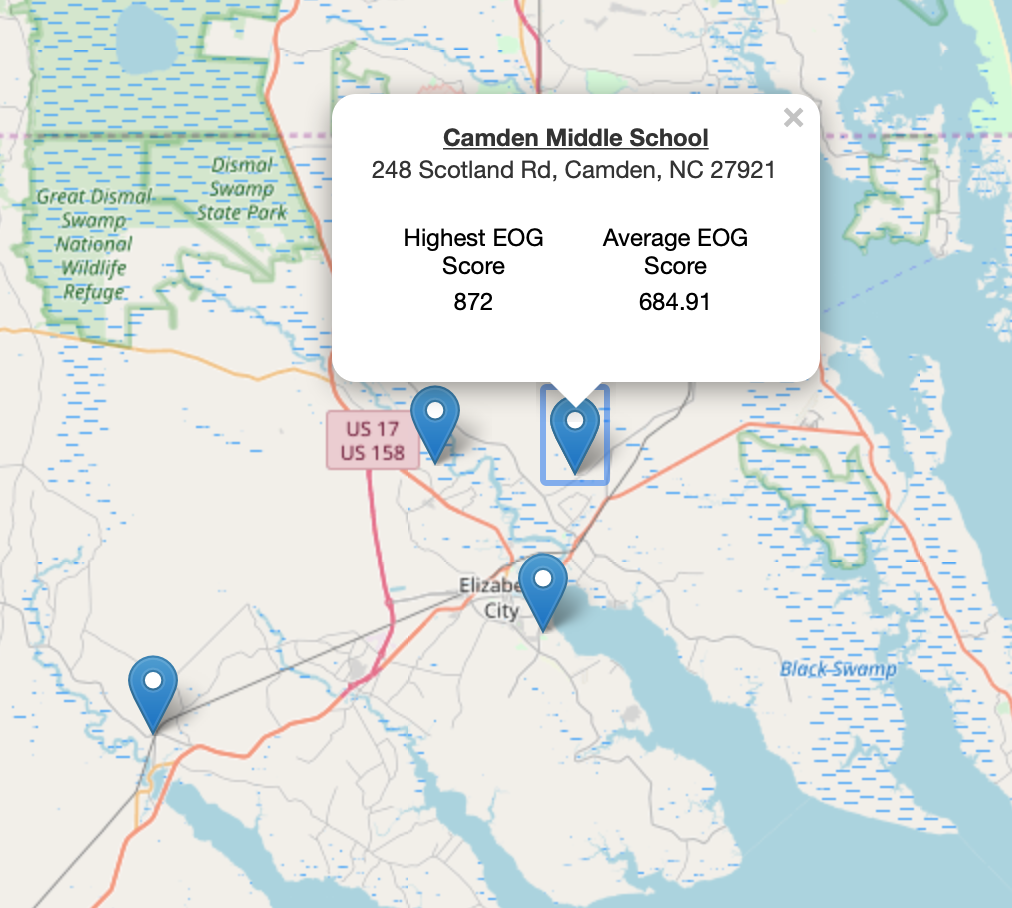 Camden Middle School
248 Scotland Rd, Camden, NC 27921
Highest EOG
Score
872
Average EOG
Score
684.91
×
Dismal
Swamp
State Park
Great Dismal
Swamp
National
Wildlife
Refuge
US 17
US 158
Elizabe
City
Black Swamp